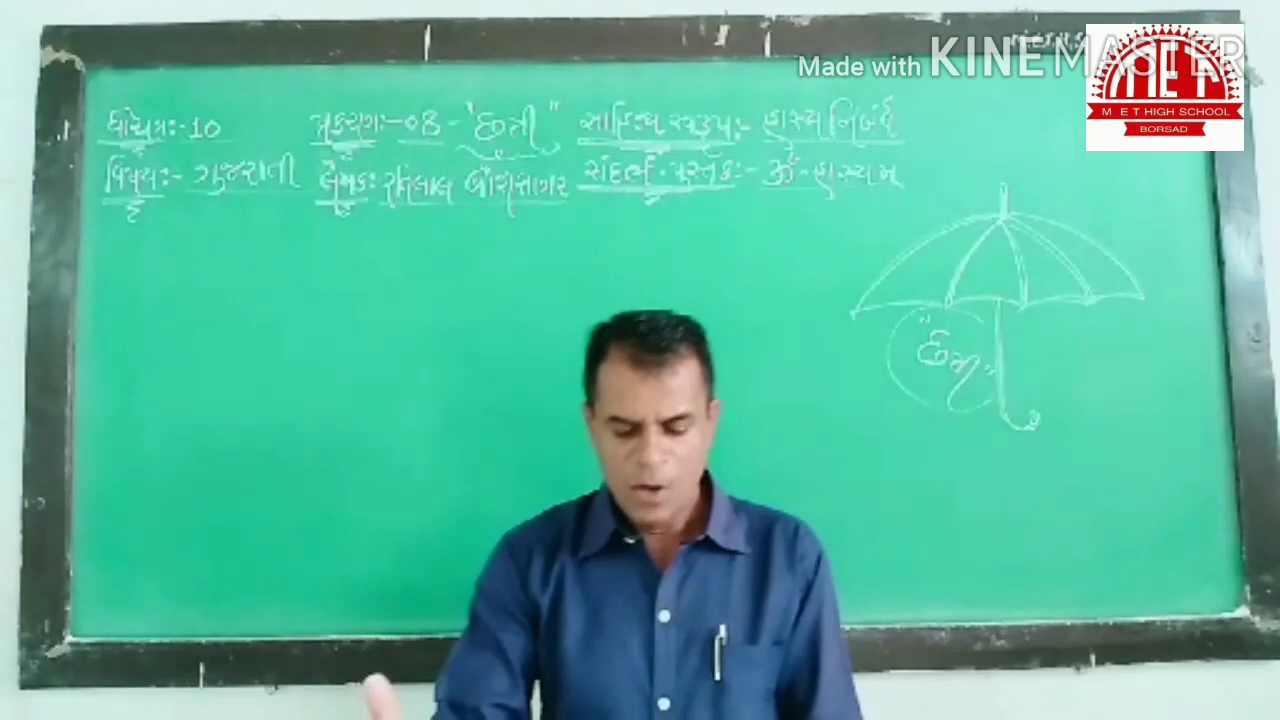 Made with KINEMASTER
MET
M E T HIGH SCHOOL
BORSAD
ધોરણ:- 10 પ્રકરણ:- 08 - "છત્રી" સાહિત્ય સ્વરૂપ:- હાસ્ય નિબંધ
વિષય:- ગુજરાતી લેખક: રતિલાલ બોરીસાગર સંદર્ભ પુસ્તક:- ૐ હાસ્યમ્